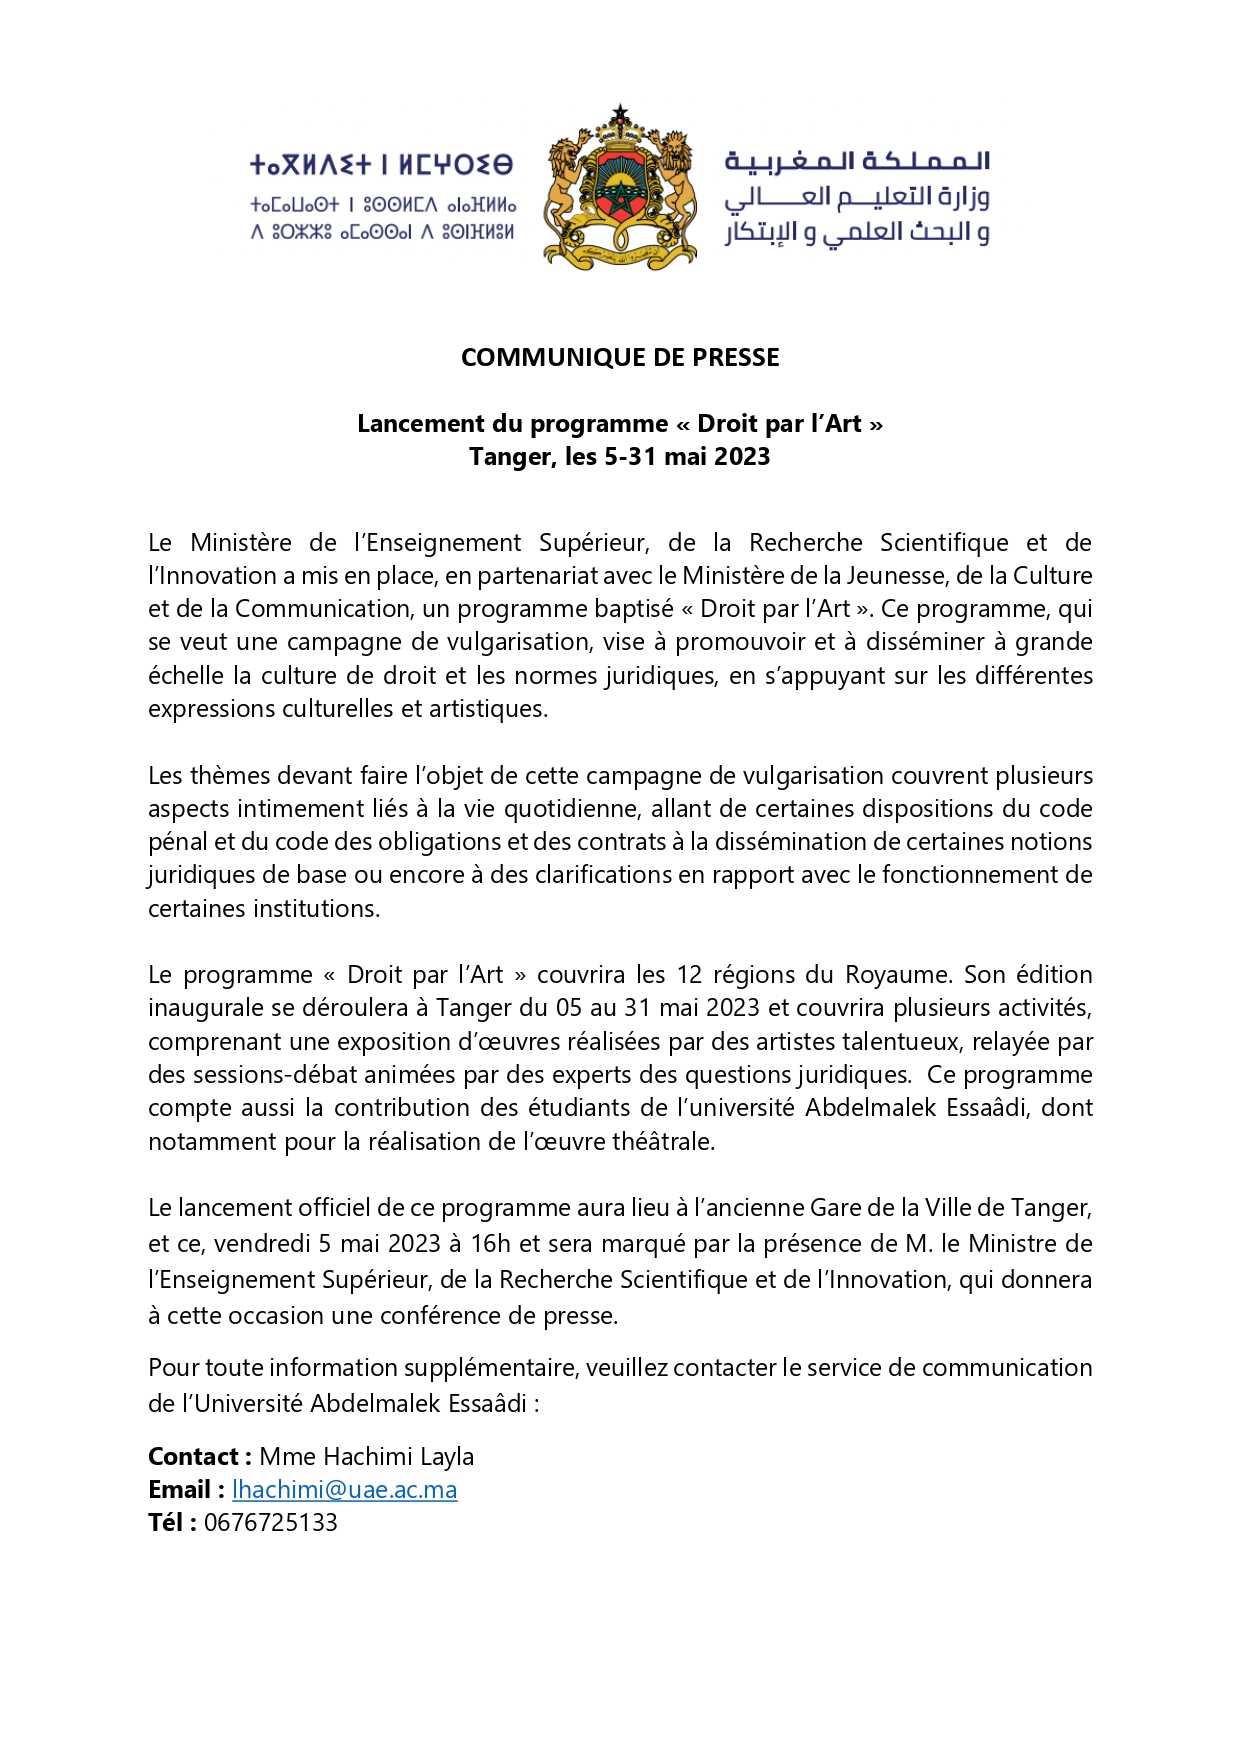 ⵜⴰⴳⵍⴷⵉⵜ ⵏ ⵍⵎⵖⵔⵉⴱ
ⵜⴰⵎⴰⵡⴰⵙⵜ ⵏ ⵓⵙⵙⵍⵎⴷ ⴰⵏⴰⴼⵍⵍⴰ
ⴷ ⵓⵔⵣⵣⵓ ⴰⵎⴰⵙⵙⴰⵏ ⴷ ⵓⵙⵏⴼⵍⵓⵍ
المملكة المغربية
وزارة التعليم العالي
و البحث العلمي و الإبتكار
COMMUNIQUE DE PRESSE
Lancement du programme « Droit par l’Art »
Tanger, les 5-31 mai 2023
Le Ministère de l’Enseignement Supérieur, de la Recherche Scientifique et de
l’Innovation a mis en place, en partenariat avec le Ministère de la Jeunesse, de la Culture
et de la Communication, un programme baptisé « Droit par l’Art ». Ce programme, qui
se veut une campagne de vulgarisation, vise à promouvoir et à disséminer à grande
échelle la culture de droit et les normes juridiques, en s’appuyant sur les différentes
expressions culturelles et artistiques.
Les thèmes devant faire l’objet de cette campagne de vulgarisation couvrent plusieurs
aspects intimement liés à la vie quotidienne, allant de certaines dispositions du code
pénal et du code des obligations et des contrats à la dissémination de certaines notions
juridiques de base ou encore à des clarifications en rapport avec le fonctionnement de
certaines institutions.
Le programme « Droit par l’Art » couvrira les 12 régions du Royaume. Son édition
inaugurale se déroulera à Tanger du 05 au 31 mai 2023 et couvrira plusieurs activités,
comprenant une exposition d’œuvres réalisées par des artistes talentueux, relayée par
des sessions-débat animées par des experts des questions juridiques. Ce programme
compte aussi la contribution des étudiants de l’université Abdelmalek Essaâdi, dont
notamment pour la réalisation de l’œuvre théâtrale.
Le lancement officiel de ce programme aura lieu à l’ancienne Gare de la Ville de Tanger,
et ce, vendredi 5 mai 2023 à 16h et sera marqué par la présence de M. le Ministre de
l’Enseignement Supérieur, de la Recherche Scientifique et de l’Innovation, qui donnera
à cette occasion une conférence de presse.
Pour toute information supplémentaire, veuillez contacter le service de communication
de l’Université Abdelmalek Essaâdi :
Contact : Mme Hachimi Layla
Email : lhachimi@uae.ac.ma
Tél : 0676725133